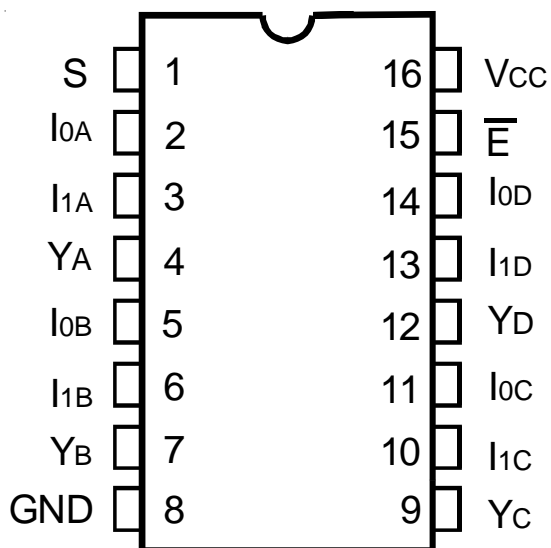 S 1 16 VCC
I0A 2 15 E̅
I1A 3 14 I0D
YA 4 13 I1D
I0B 5 12 YD
I1B 6 11 I0C
YB 7 10 I1C
GND 8 9 YC